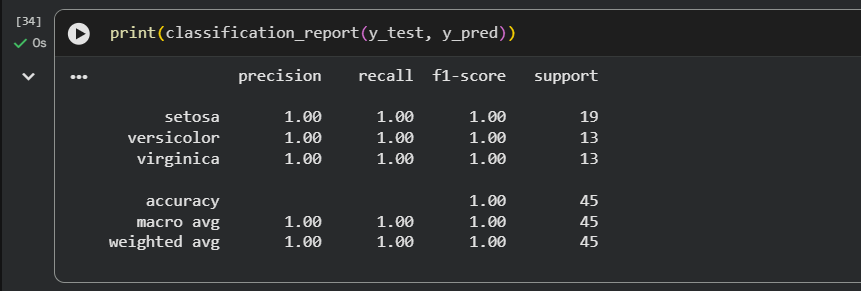 [34]
0s
print(classification_report(y_test, y_pred))
precision recall f1-score support
setosa 1.00 1.00 1.00 19
versicolor 1.00 1.00 1.00 13
virginica 1.00 1.00 1.00 13
accuracy 1.00 45
macro avg 1.00 1.00 1.00 45
weighted avg 1.00 1.00 1.00 45